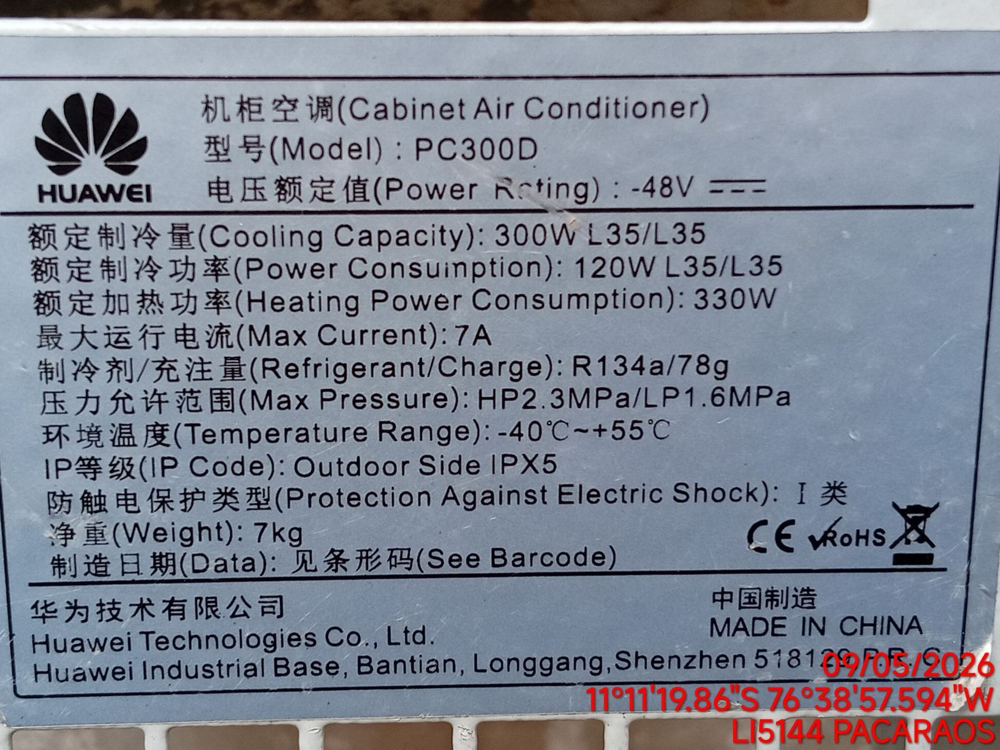 机柜空调(Cabinet Air Conditioner)
型号(Model) : PC300D
HUAWEI
电压额定值(Power Rating) : -48V
额定制冷量(Cooling Capacity): 300W L35/L35
额定制冷功率(Power Consumption): 120W L35/L35
额定加热功率(Heating Power Consumption): 330W
最大运行电流(Max Current): 7A
制冷剂/充注量(Refrigerant/Charge): R134a/78g
压力允许范围(Max Pressure): HP2.3MPa/LP1.6MPa
环境温度(Temperature Range): -40℃~+55℃
IP等级(IP Code): Outdoor Side IPX5
防触电保护类型(Protection Against Electric Shock): I 类
净重(Weight): 7kg
CE RoHS
制造日期(Data): 见条形码(See Barcode)
华为技术有限公司
中国制造
Huawei Technologies Co., Ltd.
MADE IN CHINA
Huawei Industrial Base, Bantian, Longgang,Shenzhen 518129 P.R.C
09/05/2026
11°11'19.86"S 76°38'57.594"W
LI5144 PACARAOS